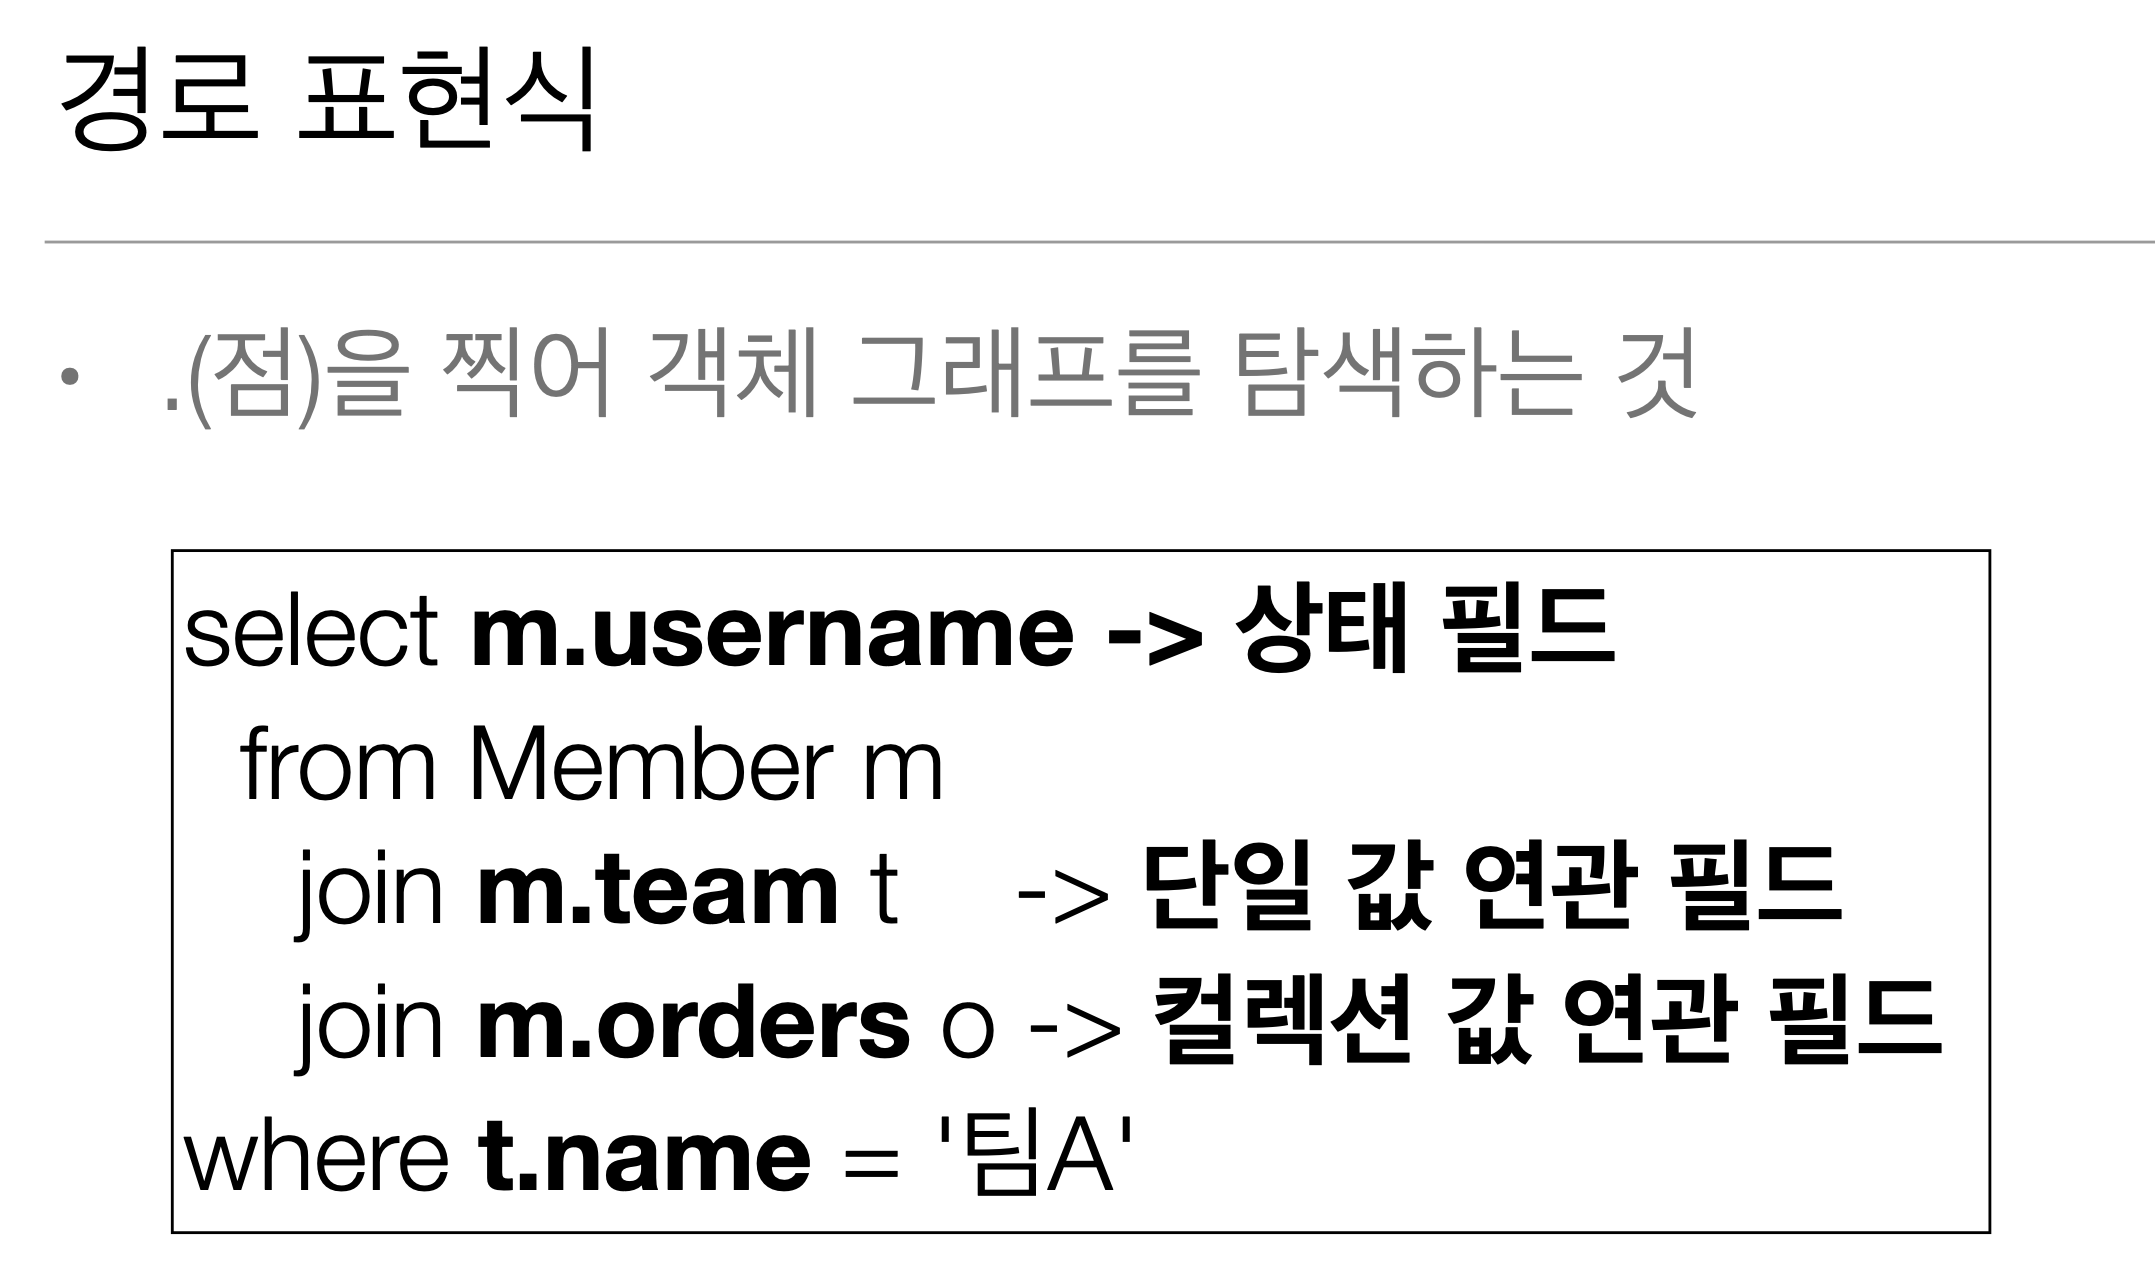 경로 표현식
• .(점)을 찍어 객체 그래프를 탐색하는 것
select m.username -> 상태 필드
from Member m
join m.team t -> 단일 값 연관 필드
join m.orders o -> 컬렉션 값 연관 필드
where t.name = '팀A'